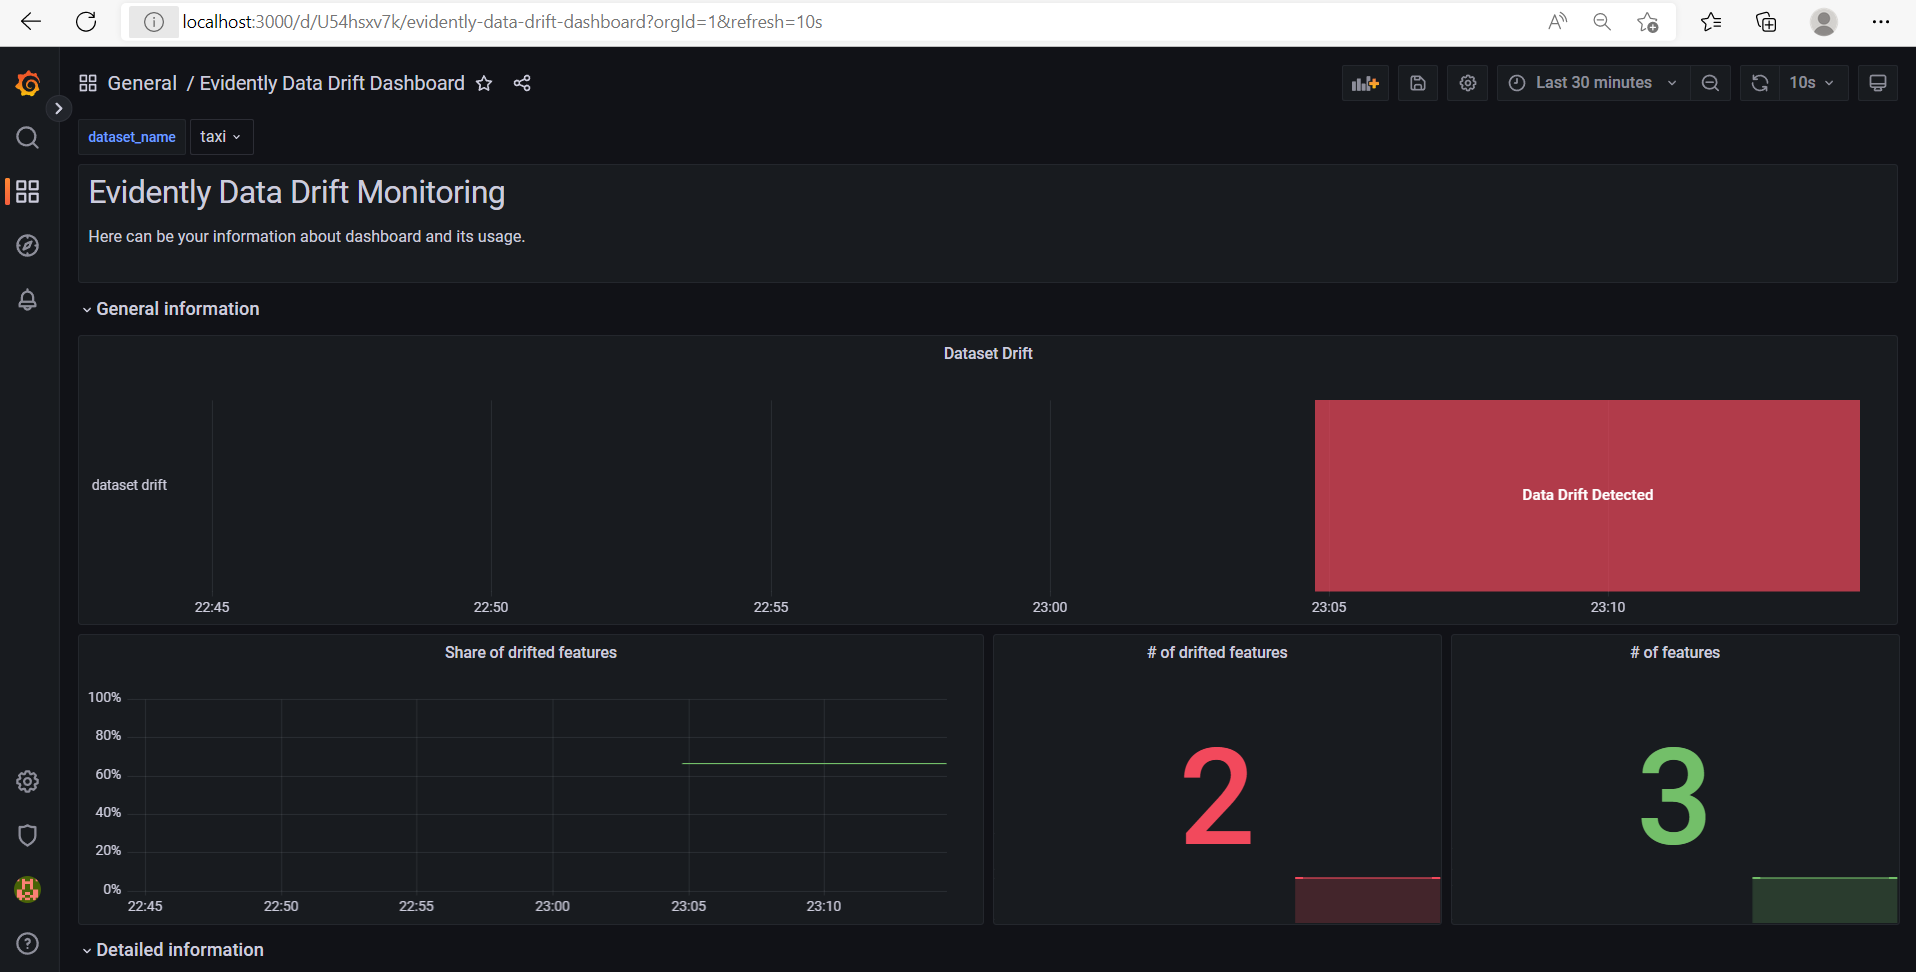 localhost:3000/d/U54hsxv7k/evidently-data-drift-dashboard?orgId=1&refresh=10s
General / Evidently Data Drift Dashboard
Last 30 minutes
10s
dataset_name
taxi
Evidently Data Drift Monitoring
Here can be your information about dashboard and its usage.
General information
Dataset Drift
dataset drift
Data Drift Detected
22:45 22:50 22:55 23:00 23:05 23:10
Share of drifted features
100%
80%
60%
40%
20%
0%
22:45 22:50 22:55 23:00 23:05 23:10
# of drifted features
2
# of features
3
Detailed information